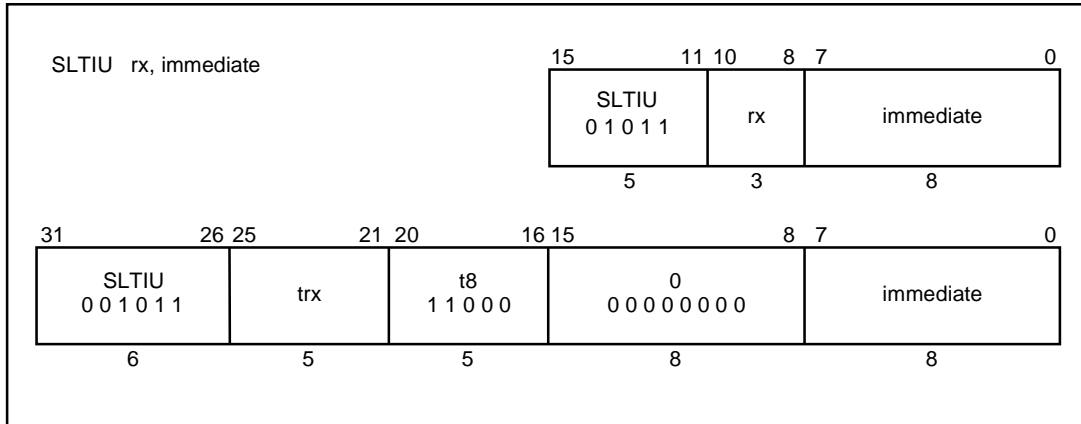 SLTIU rx, immediate
15 11 10 8 7 0
SLTIU
0 1 0 1 1
rx
immediate
5 3 8
31 26 25 21 20 16 15 8 7 0
SLTIU
0 0 1 0 1 1
trx
t8
1 1 0 0 0
0
0 0 0 0 0 0 0 0
immediate
6 5 5 8 8